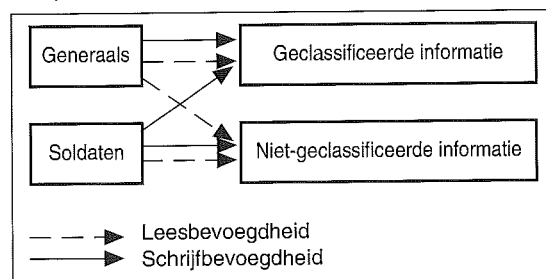 Generaals
Geclassificeerde informatie
Soldaten
Niet-geclassificeerde informatie
Leesbevoegdheid
Schrijfbevoegdheid